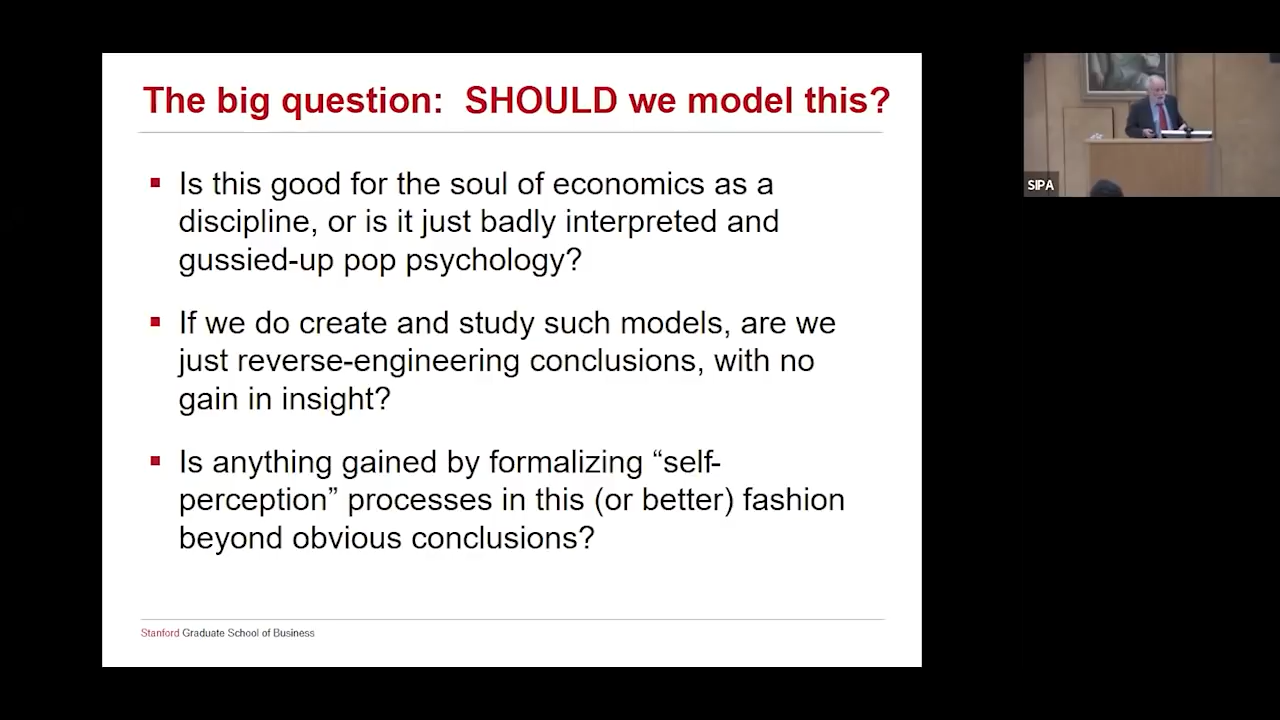 The big question: SHOULD we model this?
Is this good for the soul of economics as a
discipline, or is it just badly interpreted and
gussied-up pop psychology?
If we do create and study such models, are we
just reverse-engineering conclusions, with no
gain in insight?
Is anything gained by formalizing “self-
perception” processes in this (or better) fashion
beyond obvious conclusions?
Stanford Graduate School of Business
SIPA